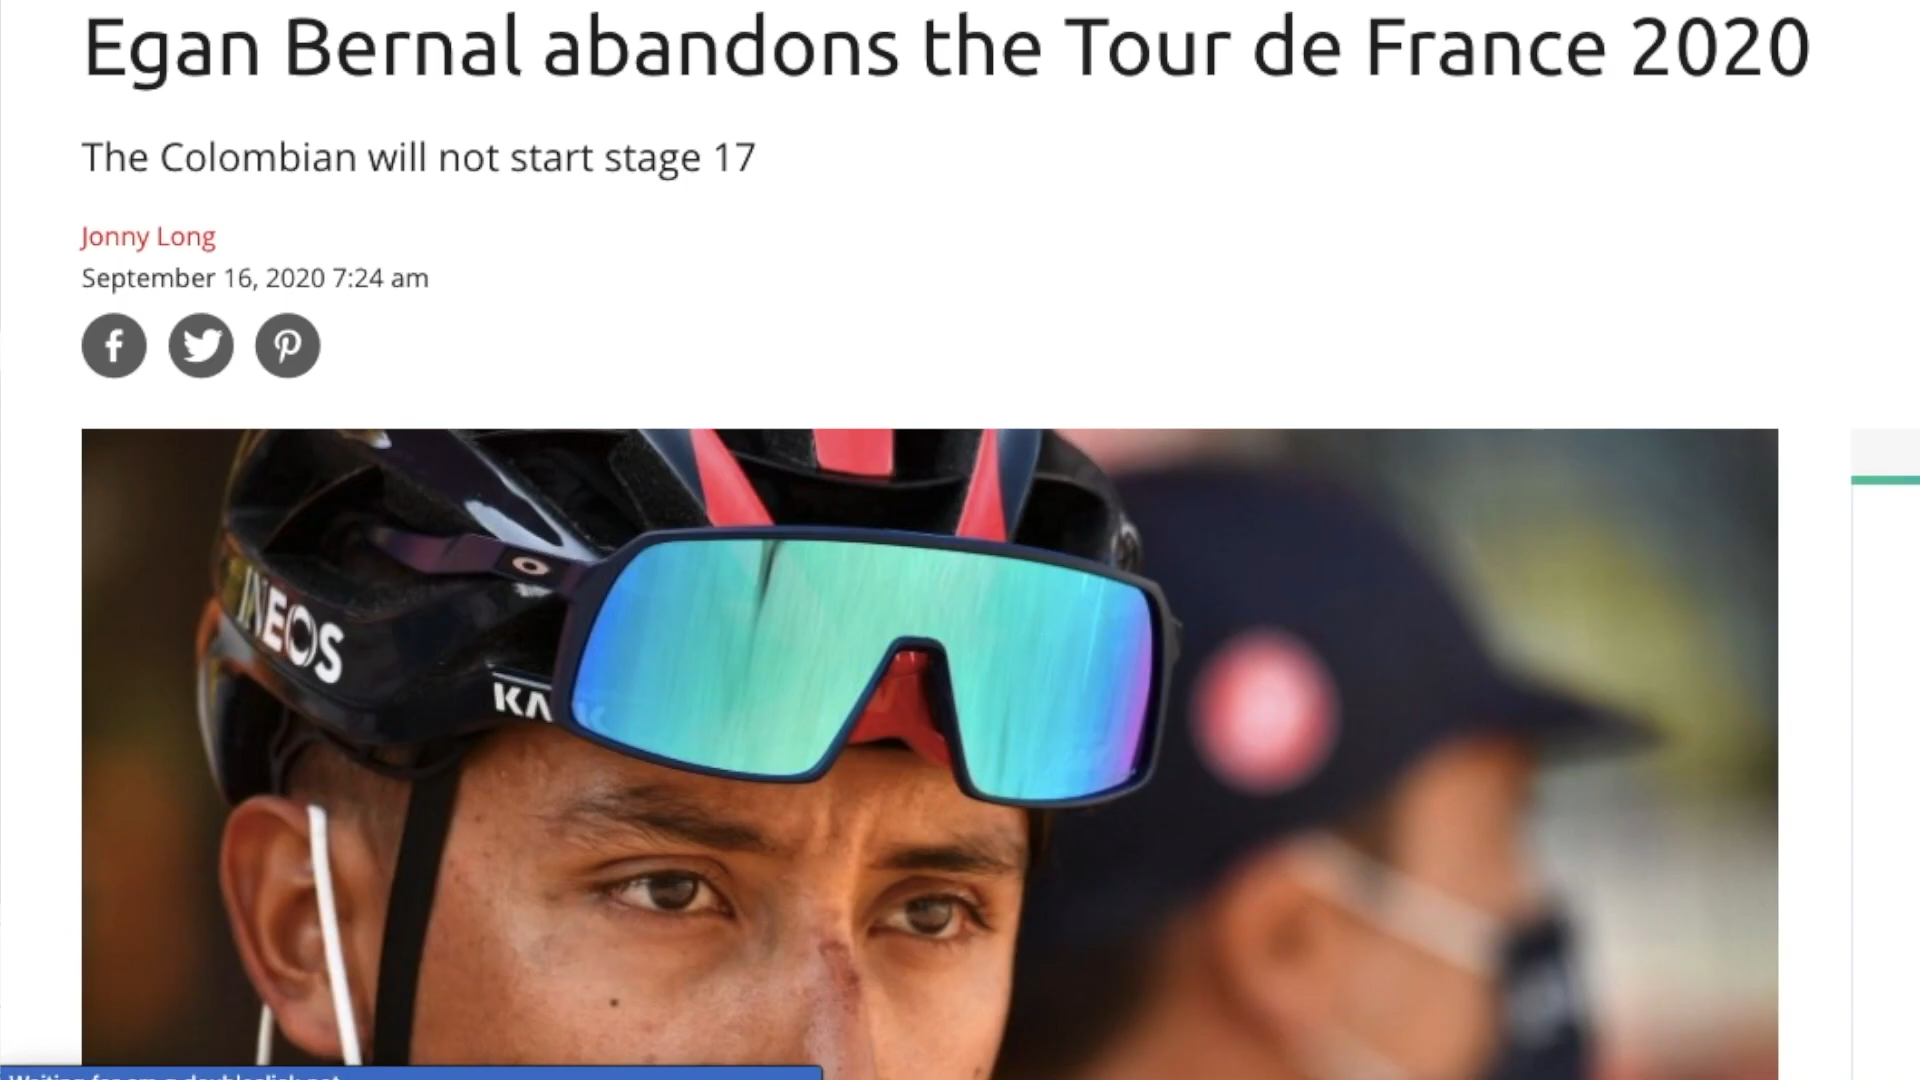 Egan Bernal abandons the Tour de France 2020
The Colombian will not start stage 17
Jonny Long
September 16, 2020 7:24 am
INEOS
KA